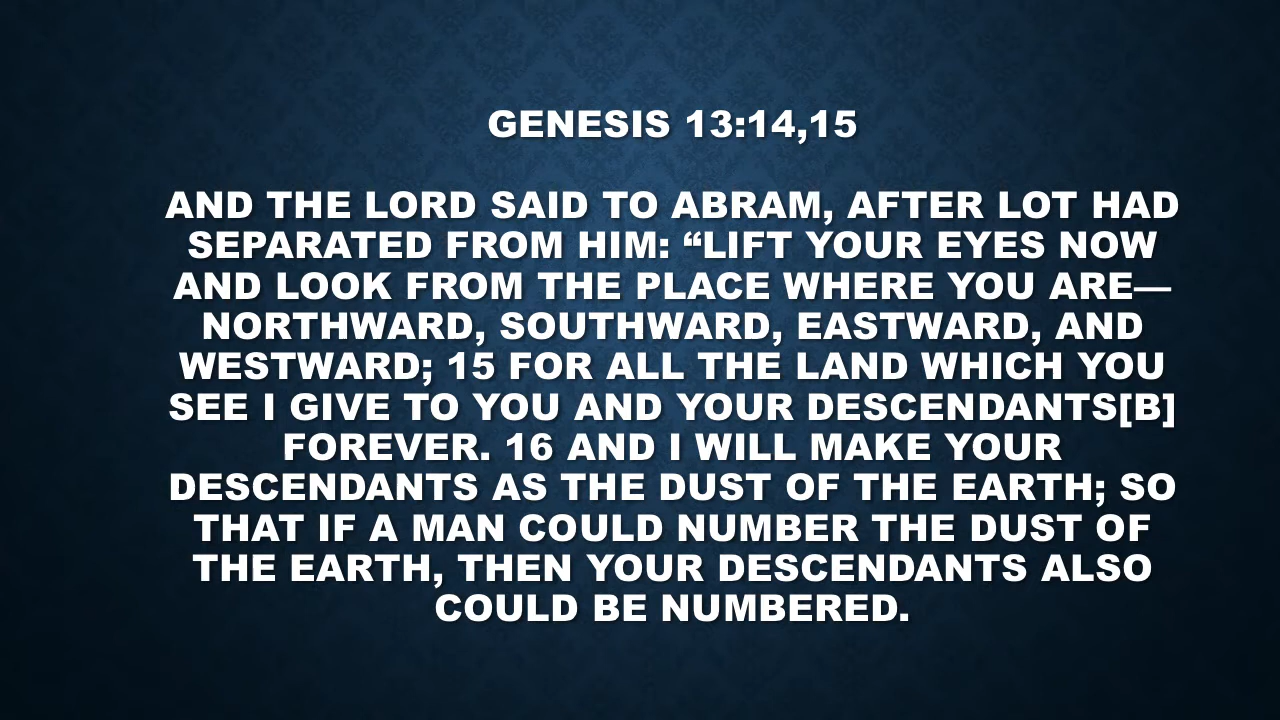 GENESIS 13:14,15
AND THE LORD SAID TO ABRAM, AFTER LOT HAD
SEPARATED FROM HIM: “LIFT YOUR EYES NOW
AND LOOK FROM THE PLACE WHERE YOU ARE—
NORTHWARD, SOUTHWARD, EASTWARD, AND
WESTWARD; 15 FOR ALL THE LAND WHICH YOU
SEE I GIVE TO YOU AND YOUR DESCENDANTS[B]
FOREVER. 16 AND I WILL MAKE YOUR
DESCENDANTS AS THE DUST OF THE EARTH; SO
THAT IF A MAN COULD NUMBER THE DUST OF
THE EARTH, THEN YOUR DESCENDANTS ALSO
COULD BE NUMBERED.